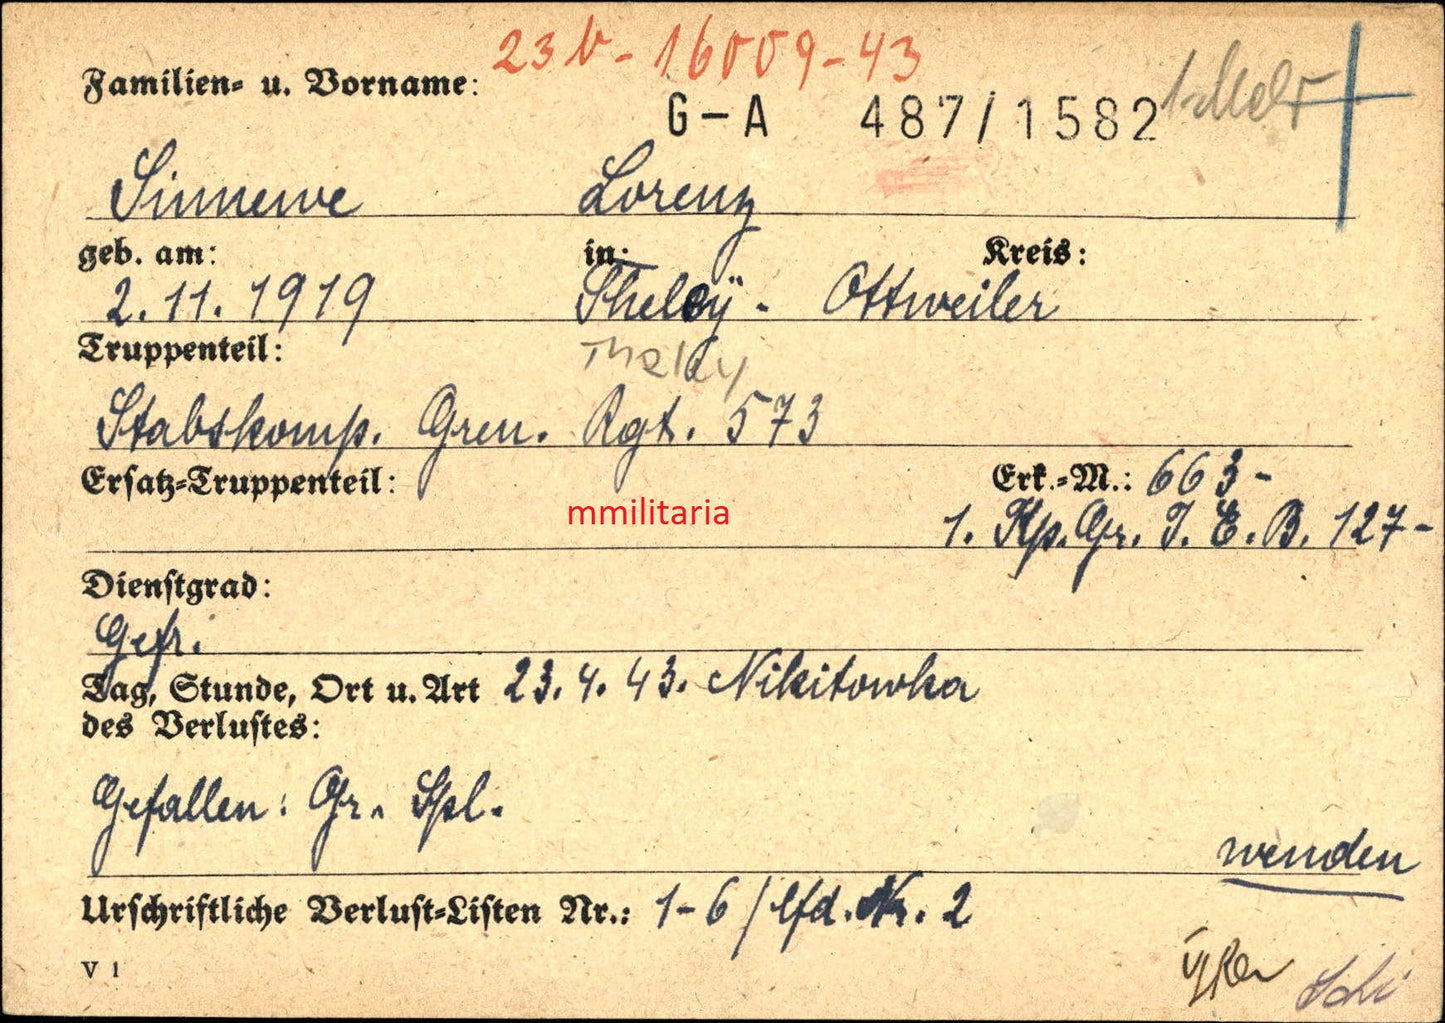 23 b - 16009 - 43
Familien- u. Vorname:
G-A 487/1582
Sinnewe Lorenz
geb. am: in: Kreis:
2.11.1919 Theley - Ottweiler
Truppenteil:
Theley
Stabskomp. Gren. Rgt. 573
Ersatz-Truppenteil: Erk.-M.: 663-
mmilitaria
1. Kp. Gr. I. E. B. 127-
Dienstgrad:
Gefr.
Tag, Stunde, Ort u. Art 23.4.43. Nikitowka
des Verlustes:
Gefallen: Gr. Spl.
wenden
Urschriftliche Verlust-Listen Nr.: 1-6 / lfd. Nr. 2
V 1